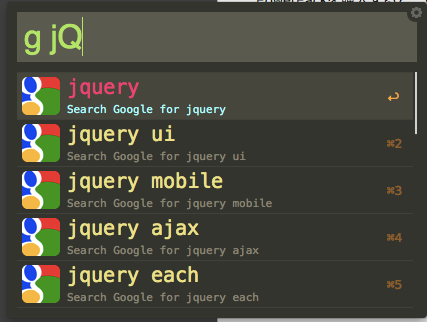 g jQ
jquery
Search Google for jquery
↩
jquery ui
Search Google for jquery ui
⌘2
jquery mobile
Search Google for jquery mobile
⌘3
jquery ajax
Search Google for jquery ajax
⌘4
jquery each
Search Google for jquery each
⌘5